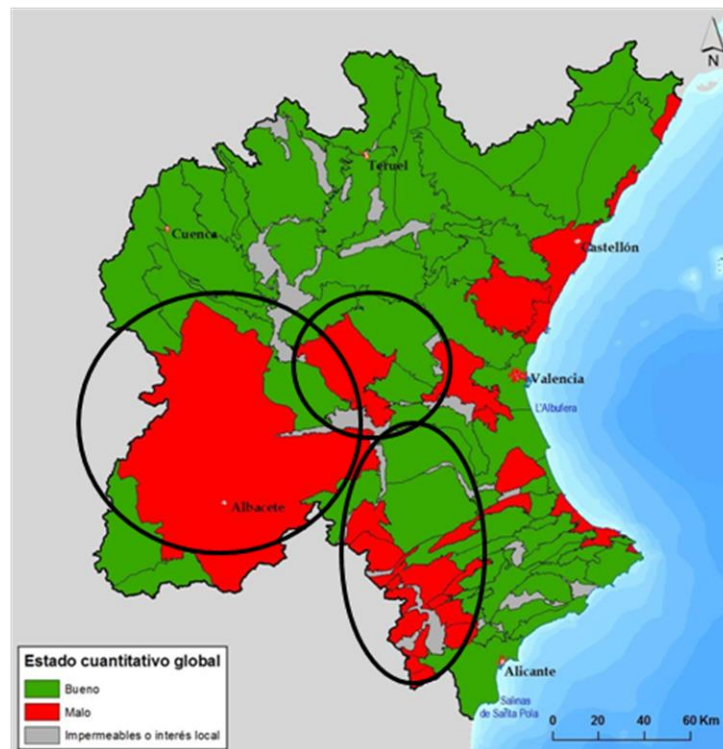 N
Teruel
Cuenca
Castellón
Valencia
L'Albufera
Albacete
Estado cuantitativo global
Bueno
Malo
Impermeables o interés local
Alicante
Salinas
de Santa Pola
0 20 40 60 Km